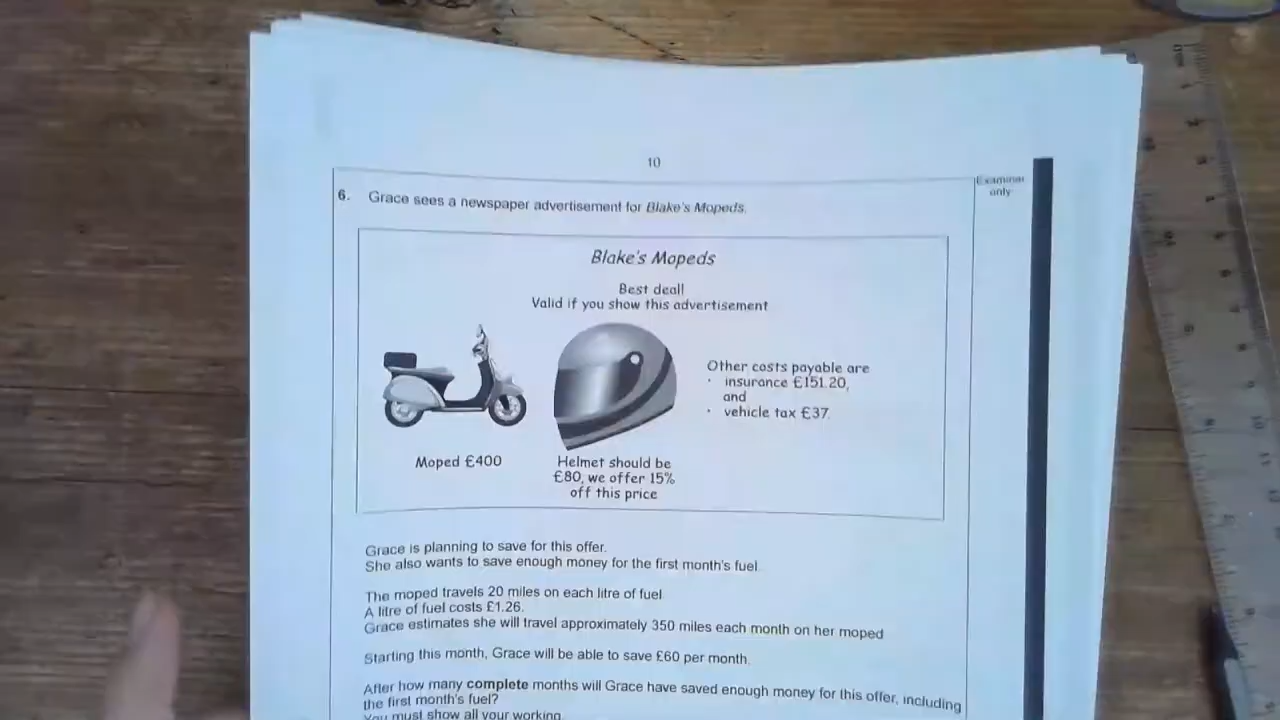 10
Examiner
only
6. Grace sees a newspaper advertisement for Blake's Mopeds.
Blake's Mopeds
Best deal!
Valid if you show this advertisement
Other costs payable are
· insurance £151.20,
and
· vehicle tax £37.
Moped £400
Helmet should be
£80, we offer 15%
off this price
Grace is planning to save for this offer.
She also wants to save enough money for the first month's fuel.
The moped travels 20 miles on each litre of fuel.
A litre of fuel costs £1.26.
Grace estimates she will travel approximately 350 miles each month on her moped
Starting this month, Grace will be able to save £60 per month.
After how many complete months will Grace have saved enough money for this offer, including
the first month's fuel?
You must show all your working.